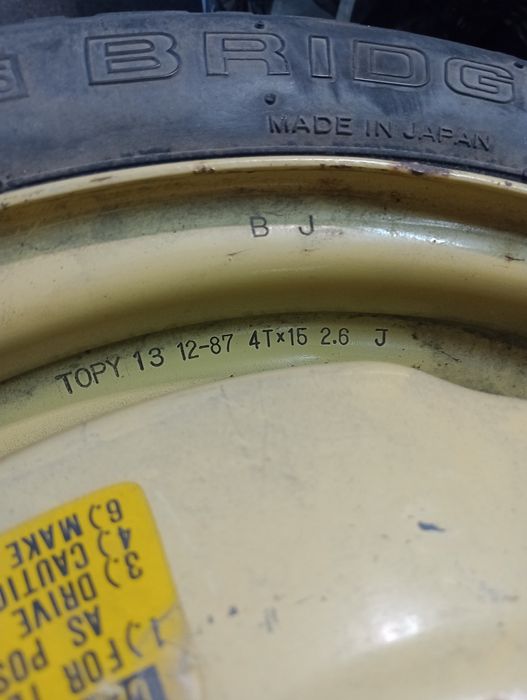 BRIDG
MADE IN JAPAN
B J
TOPY 13 12-87 4T×15 2.6 J
1.) FOR POS
AS
3.) DRIVE
4.) CAUTIO
6.) MAKE